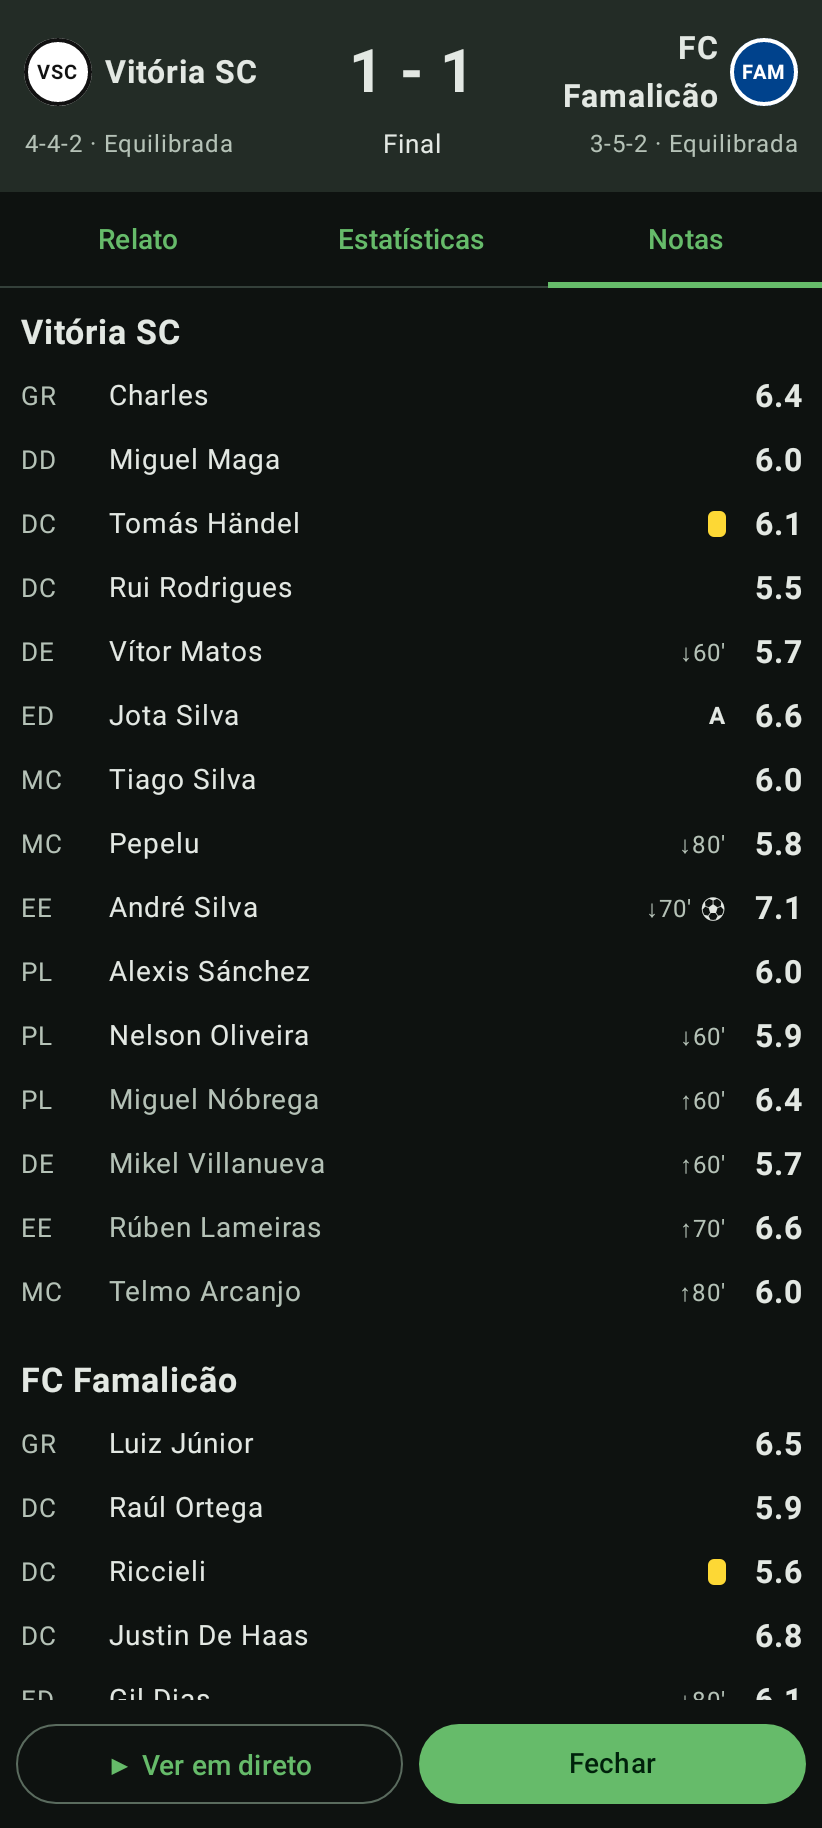 VSC Vitória SC 1 - 1 FC Famalicão FAM
4-4-2 · Equilibrada Final 3-5-2 · Equilibrada
Relato Estatísticas Notas
Vitória SC
GR Charles 6.4
DD Miguel Maga 6.0
DC Tomás Händel 6.1
DC Rui Rodrigues 5.5
DE Vítor Matos ↓60' 5.7
ED Jota Silva A 6.6
MC Tiago Silva 6.0
MC Pepelu ↓80' 5.8
EE André Silva ↓70' 7.1
PL Alexis Sánchez 6.0
PL Nelson Oliveira ↓60' 5.9
PL Miguel Nóbrega ↑60' 6.4
DE Mikel Villanueva ↑60' 5.7
EE Rúben Lameiras ↑70' 6.6
MC Telmo Arcanjo ↑80' 6.0
FC Famalicão
GR Luiz Júnior 6.5
DC Raúl Ortega 5.9
DC Riccieli 5.6
DC Justin De Haas 6.8
ED Gil Dias ↓80' 6.1
► Ver em direto Fechar